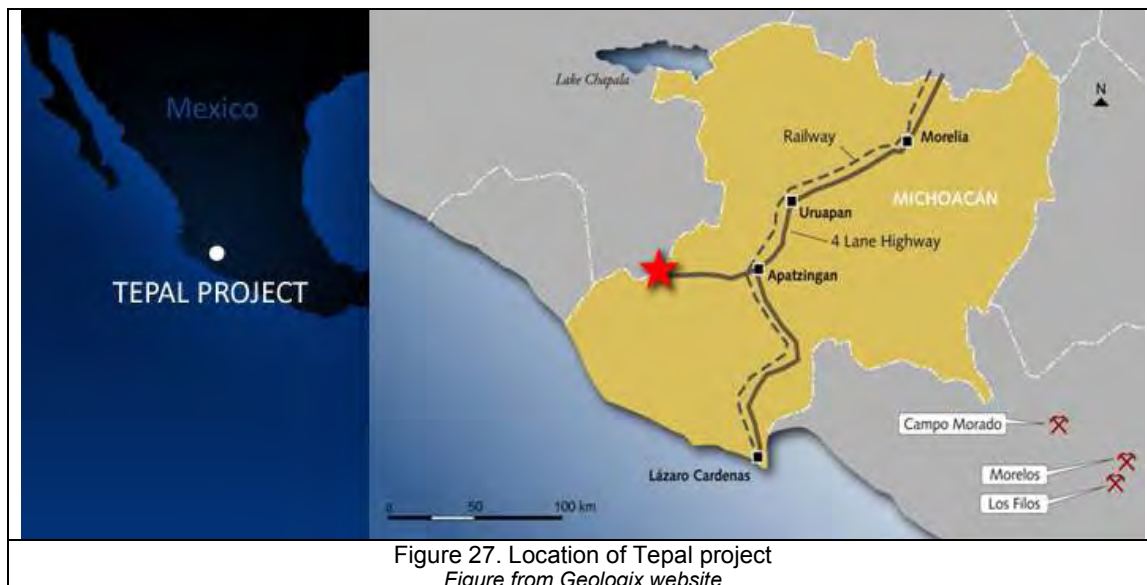 Mexico
TEPAL PROJECT
Lake Chapala
N
Railway
Morelia
MICHOACÁN
Uruapan
4 Lane Highway
Apatzingan
Campo Morado
Morelos
Los Filos
Lázaro Cardenas
0 50 100 km
Figure 27. Location of Tepal project
Figure from Geologix website